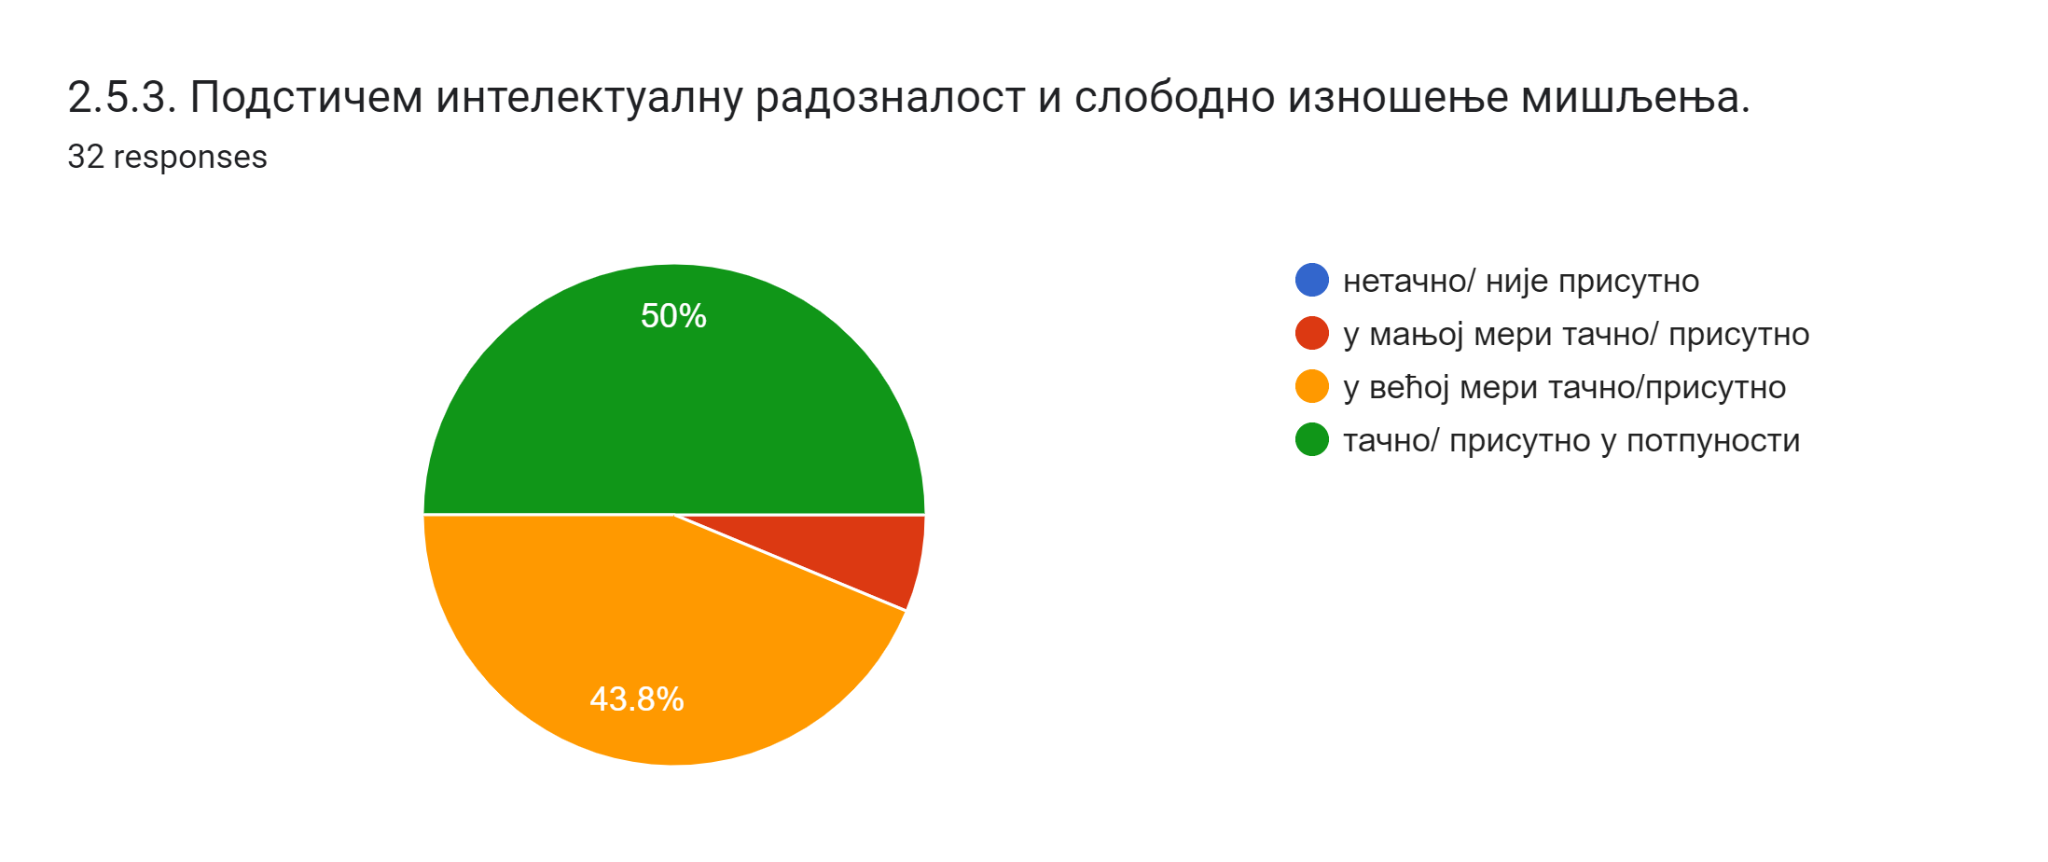 2.5.3. Подстичем интелектуалну радозналост и слободно изношење мишљења.
32 responses
50%
43.8%
нетачно/ није присутно
у мањој мери тачно/ присутно
у већој мери тачно/присутно
тачно/ присутно у потпуности